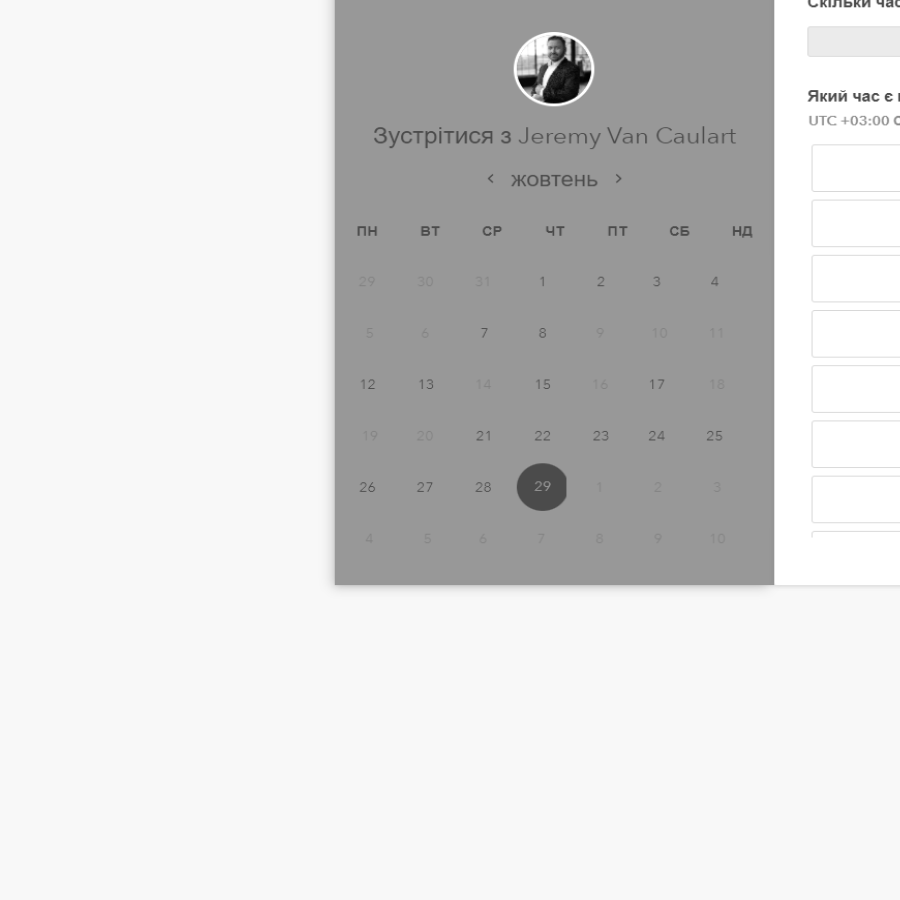 Зустрітися з Jeremy Van Caulart
жовтень
ПН ВТ СР ЧТ ПТ СБ НД
29 30 31 1 2 3 4
5 6 7 8 9 10 11
12 13 14 15 16 17 18
19 20 21 22 23 24 25
26 27 28 29 1 2 3
4 5 6 7 8 9 10
Скільки
Який час є
UTC +03:00